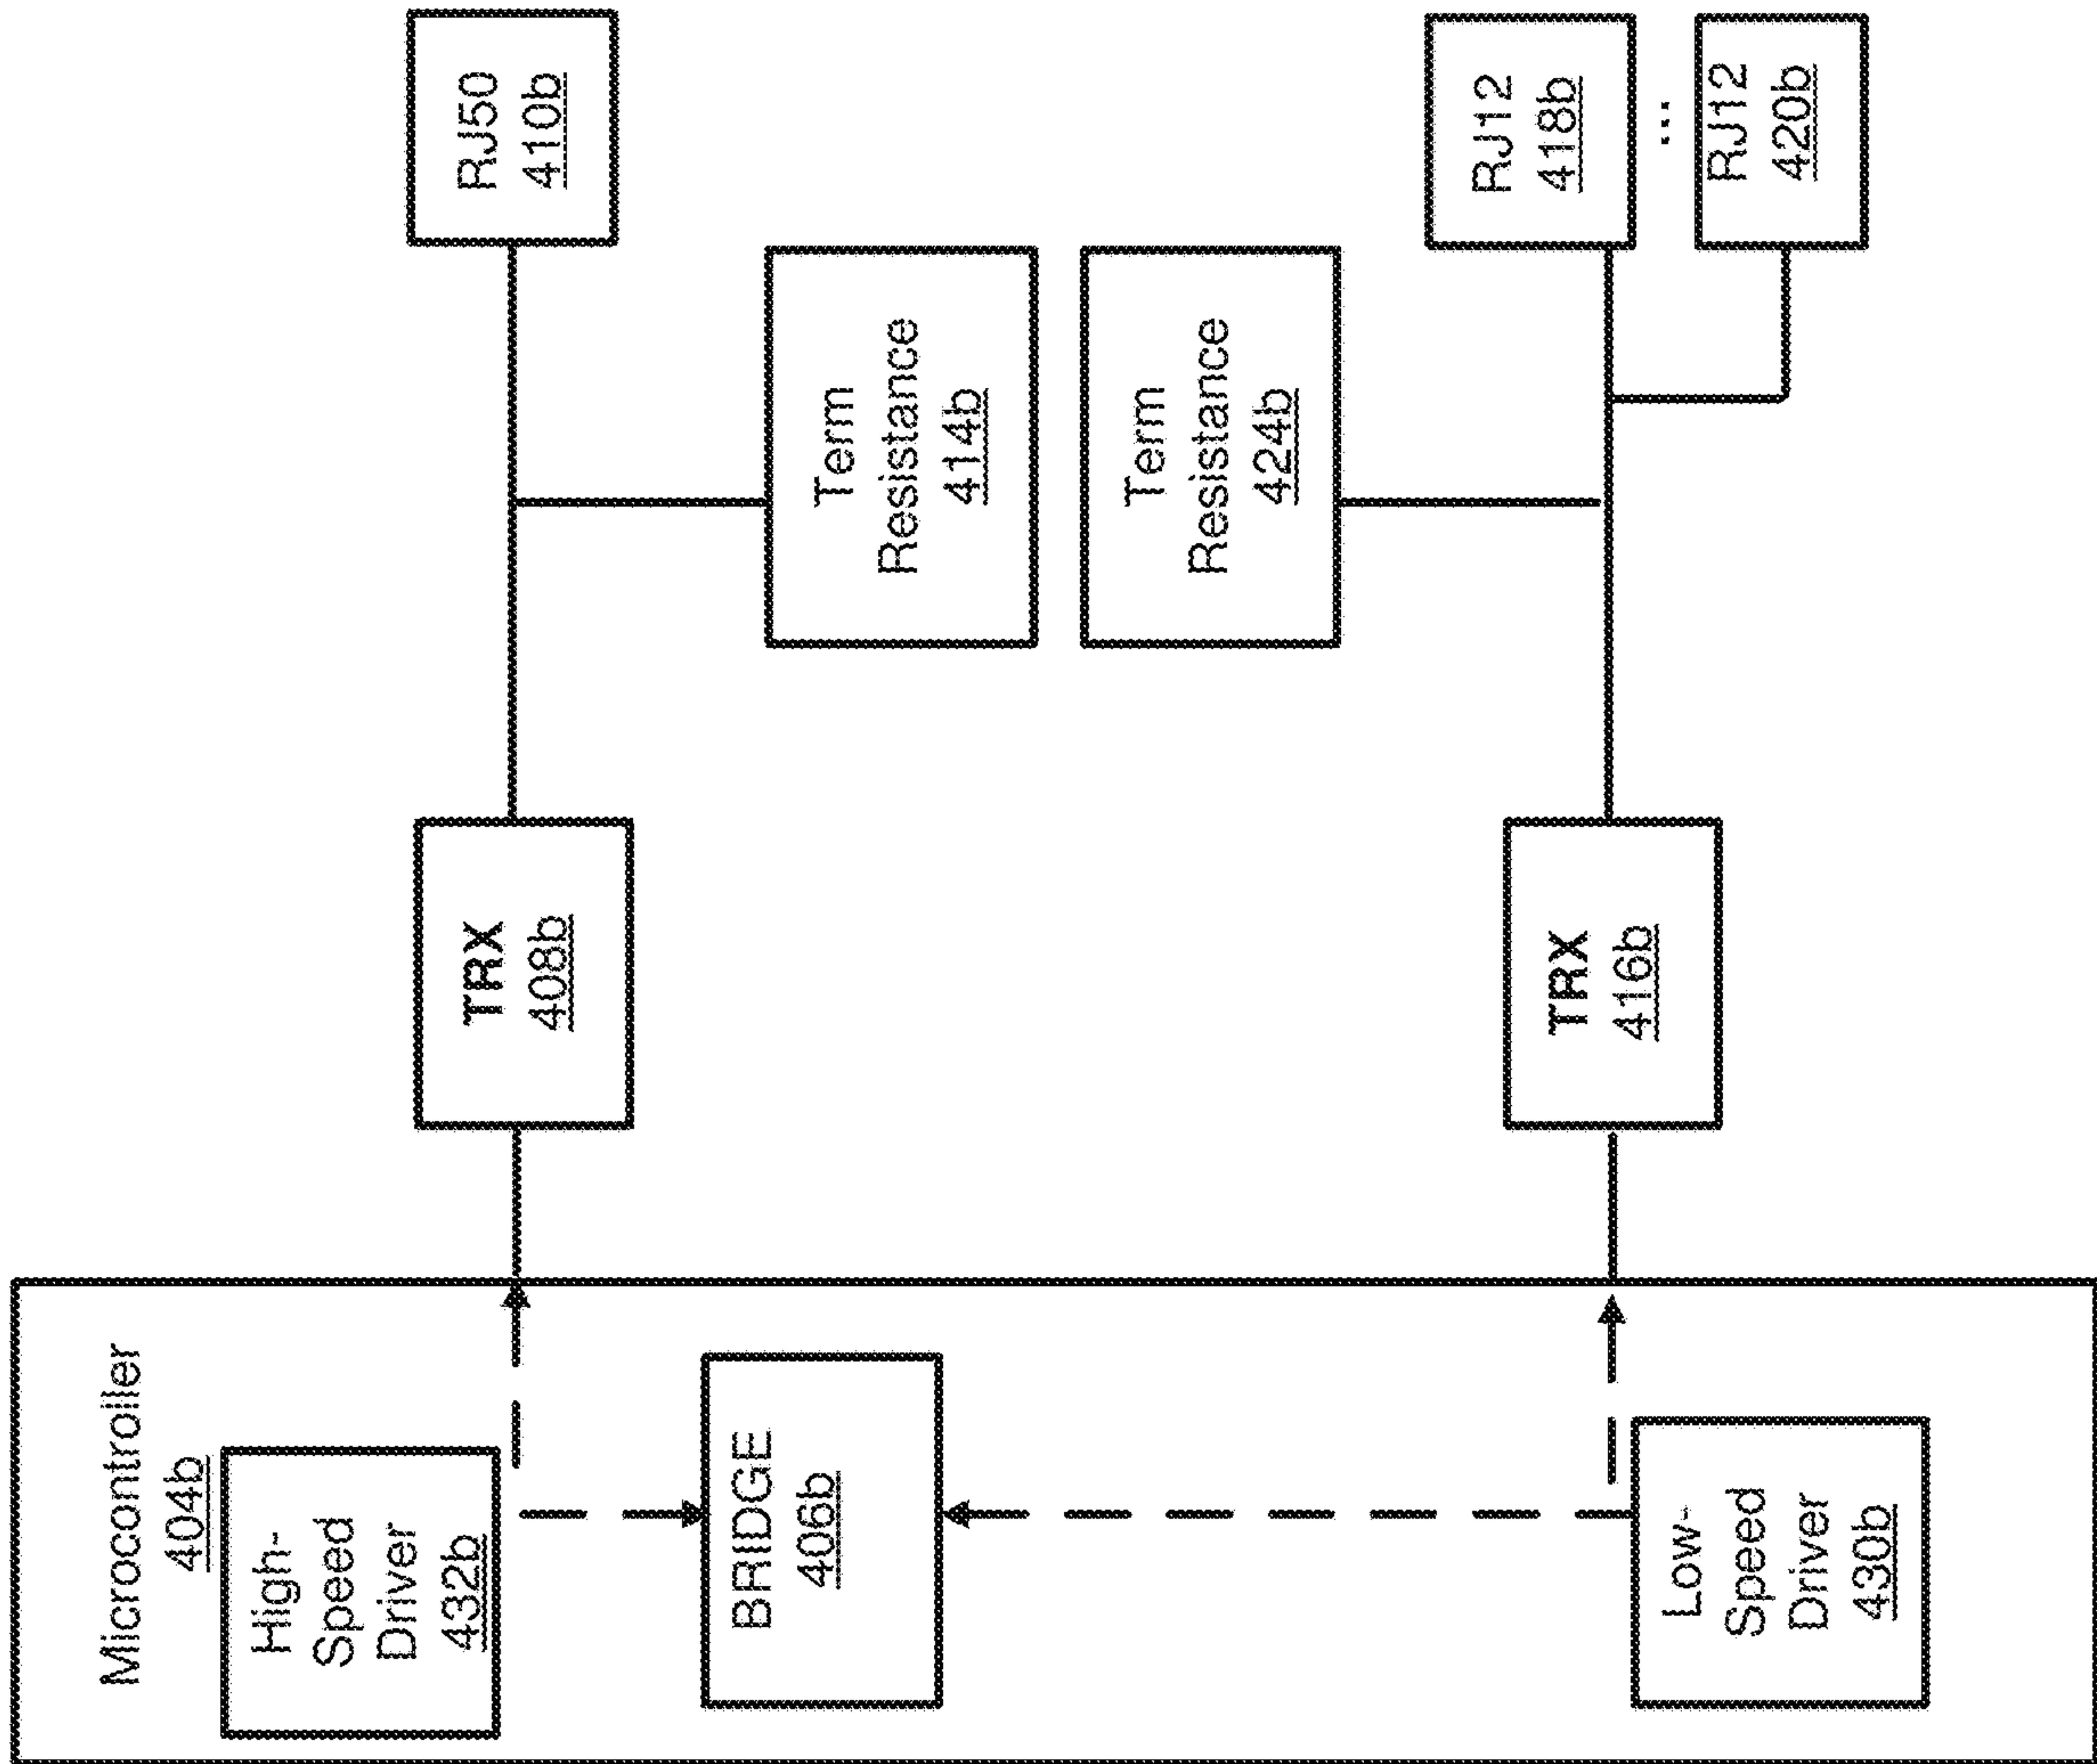 Microcontroller
404b
High-
Speed
Driver
432b
BRIDGE
406b
Low-
Speed
Driver
430b
TRX
408b
TRX
416b
Term
Resistance
414b
Term
Resistance
424b
RJ50
410b
RJ12
418b
...
RJ12
420b